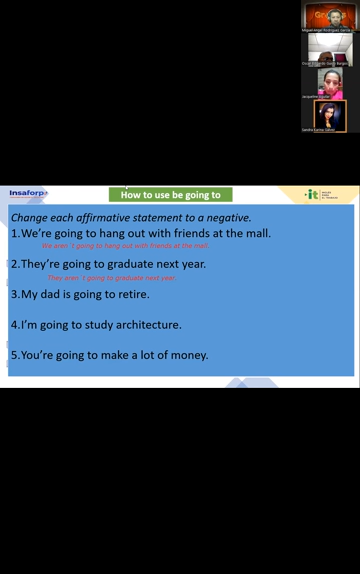 Insaforp
How to use be going to
Change each affirmative statement to a negative.
1.We're going to hang out with friends at the mall.
We aren´t going to hang out with friends at the mall.
2.They're going to graduate next year.
They aren´t going to graduate next year.
3.My dad is going to retire.
4.I'm going to study architecture.
5.You're going to make a lot of money.